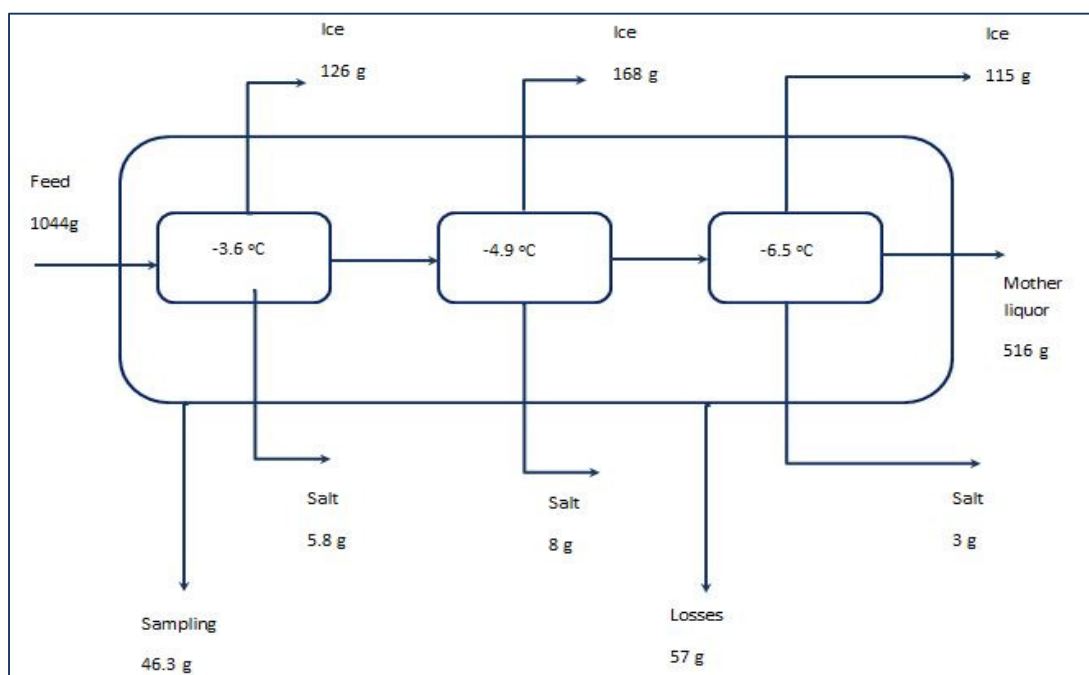 Ice
126 g
Ice
168 g
Ice
115 g
Feed
1044g
-3.6 ᵒC
-4.9 ᵒC
-6.5 ᵒC
Mother
liquor
516 g
Salt
5.8 g
Salt
8 g
Salt
3 g
Sampling
46.3 g
Losses
57 g